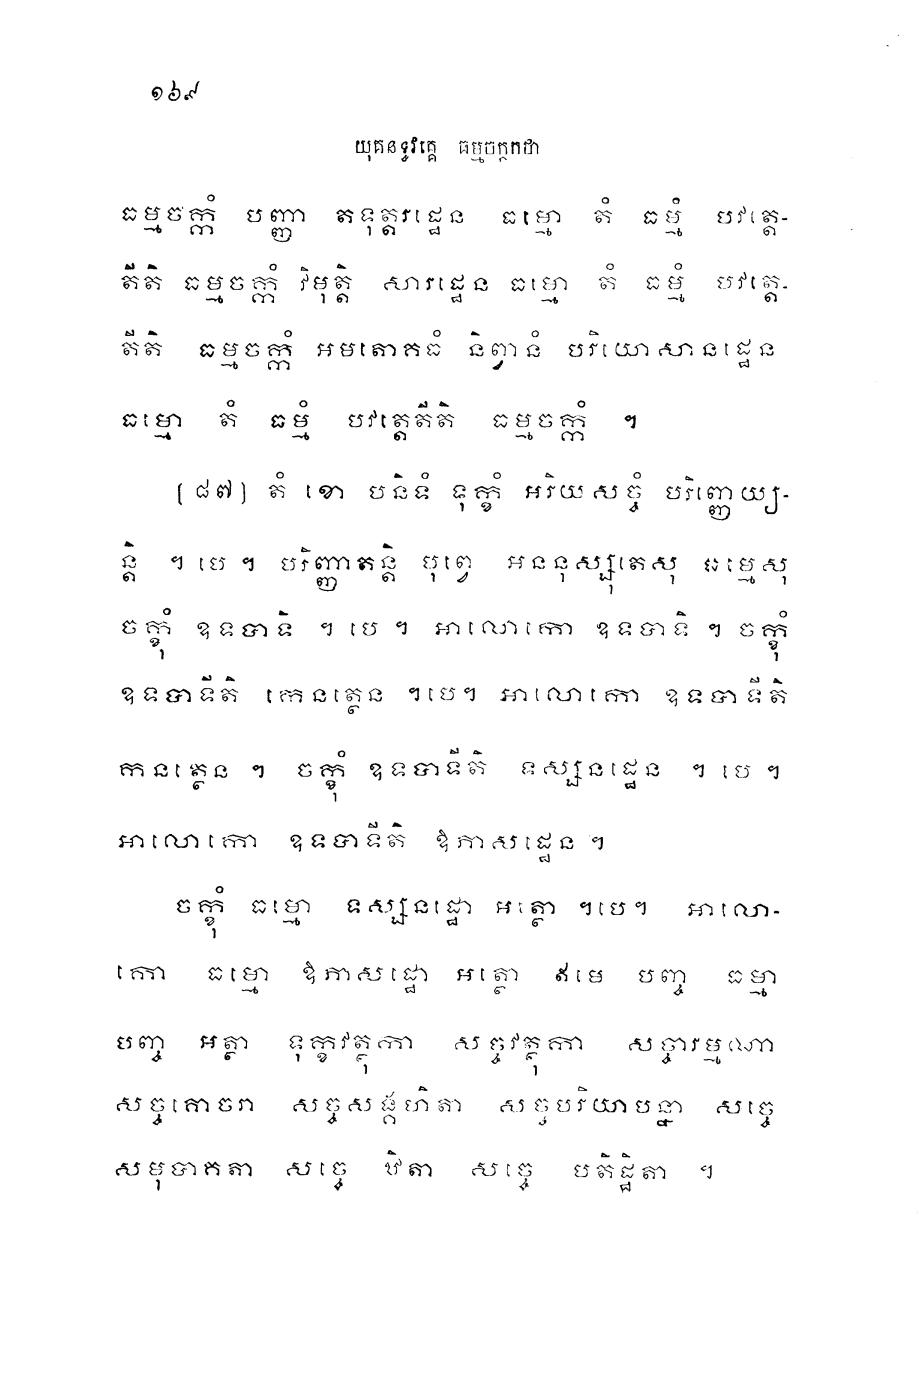 ១៦៩
យុគនទ្ធវគ្គេ ធម្មចក្កកថា
ធម្មចក្កំ បញ្ញា តទុត្តរដ្ឋេន ធម្មោ តំ ធម្មំ បវត្តេ-
តីតិ ធម្មចក្កំ វិមុត្តិ សារដ្ឋេន ធម្មោ តំ ធម្មំ បវត្តេ-
តីតិ ធម្មចក្កំ អមតោគធំ និព្វានំ បរិយោសានដ្ឋេន
ធម្មោ តំ ធម្មំ បវត្តេតីតិ ធម្មចក្កំ ។
(៨៧) តំ ខោ បនិទំ ទុក្ខំ អរិយសច្ចំ បរិញ្ញេយ្យ-
ន្តិ ។ បេ ។ បរិញ្ញាតន្តិ បុព្វេ អននុស្សុតេសុ ធម្មេសុ
ចក្ខុំ ឧទបាទិ ។ បេ ។ អាលោកោ ឧទបាទិ ។ ចក្ខុំ
ឧទបាទីតិ កេនត្ថេន ។បេ។ អាលោកោ ឧទបាទីតិ
កេនត្ថេន ។ ចក្ខុំ ឧទបាទីតិ ទស្សនដ្ឋេន ។ បេ ។
អាលោកោ ឧទបាទីតិ ឱភាសដ្ឋេន ។
ចក្ខុំ ធម្មោ ទស្សនដ្ឋោ អត្ថោ ។បេ។ អាលោ-
កោ ធម្មោ ឱភាសដ្ឋោ អត្ថោ ឥមេ បញ្ច ធម្មា
បញ្ច អត្ថា ទុក្ខវត្ថុកា សច្ចវត្ថុកា សច្ចារម្មណា
សច្ចគោចរា សច្ចសង្គហិតា សច្ចបរិយាបន្នា សច្ចេ
សមុទាគតា សច្ចេ ឋិតា សច្ចេ បតិដ្ឋិតា ។